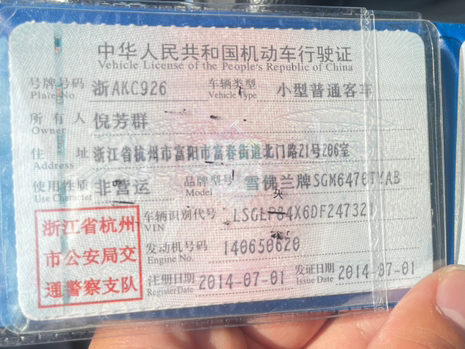 中华人民共和国机动车行驶证
Vehicle License of the People's Republic of China
号牌号码 浙AKC926 车辆类型 小型普通客车
Plate No. Vehicle Type
所有人 倪芳群
Owner
住址 浙江省杭州市富阳市富春街道北门路21号206室
Address
使用性质 非营运 品牌型号 雪佛兰牌
Use Character Model
浙江省杭州
市公安局交
通警察支队
车辆识别代号
VIN
发动机号码 140650620
Engine No.
注册日期 2014-07-01 发证日期 2014-07-01
Register Date Issue Date